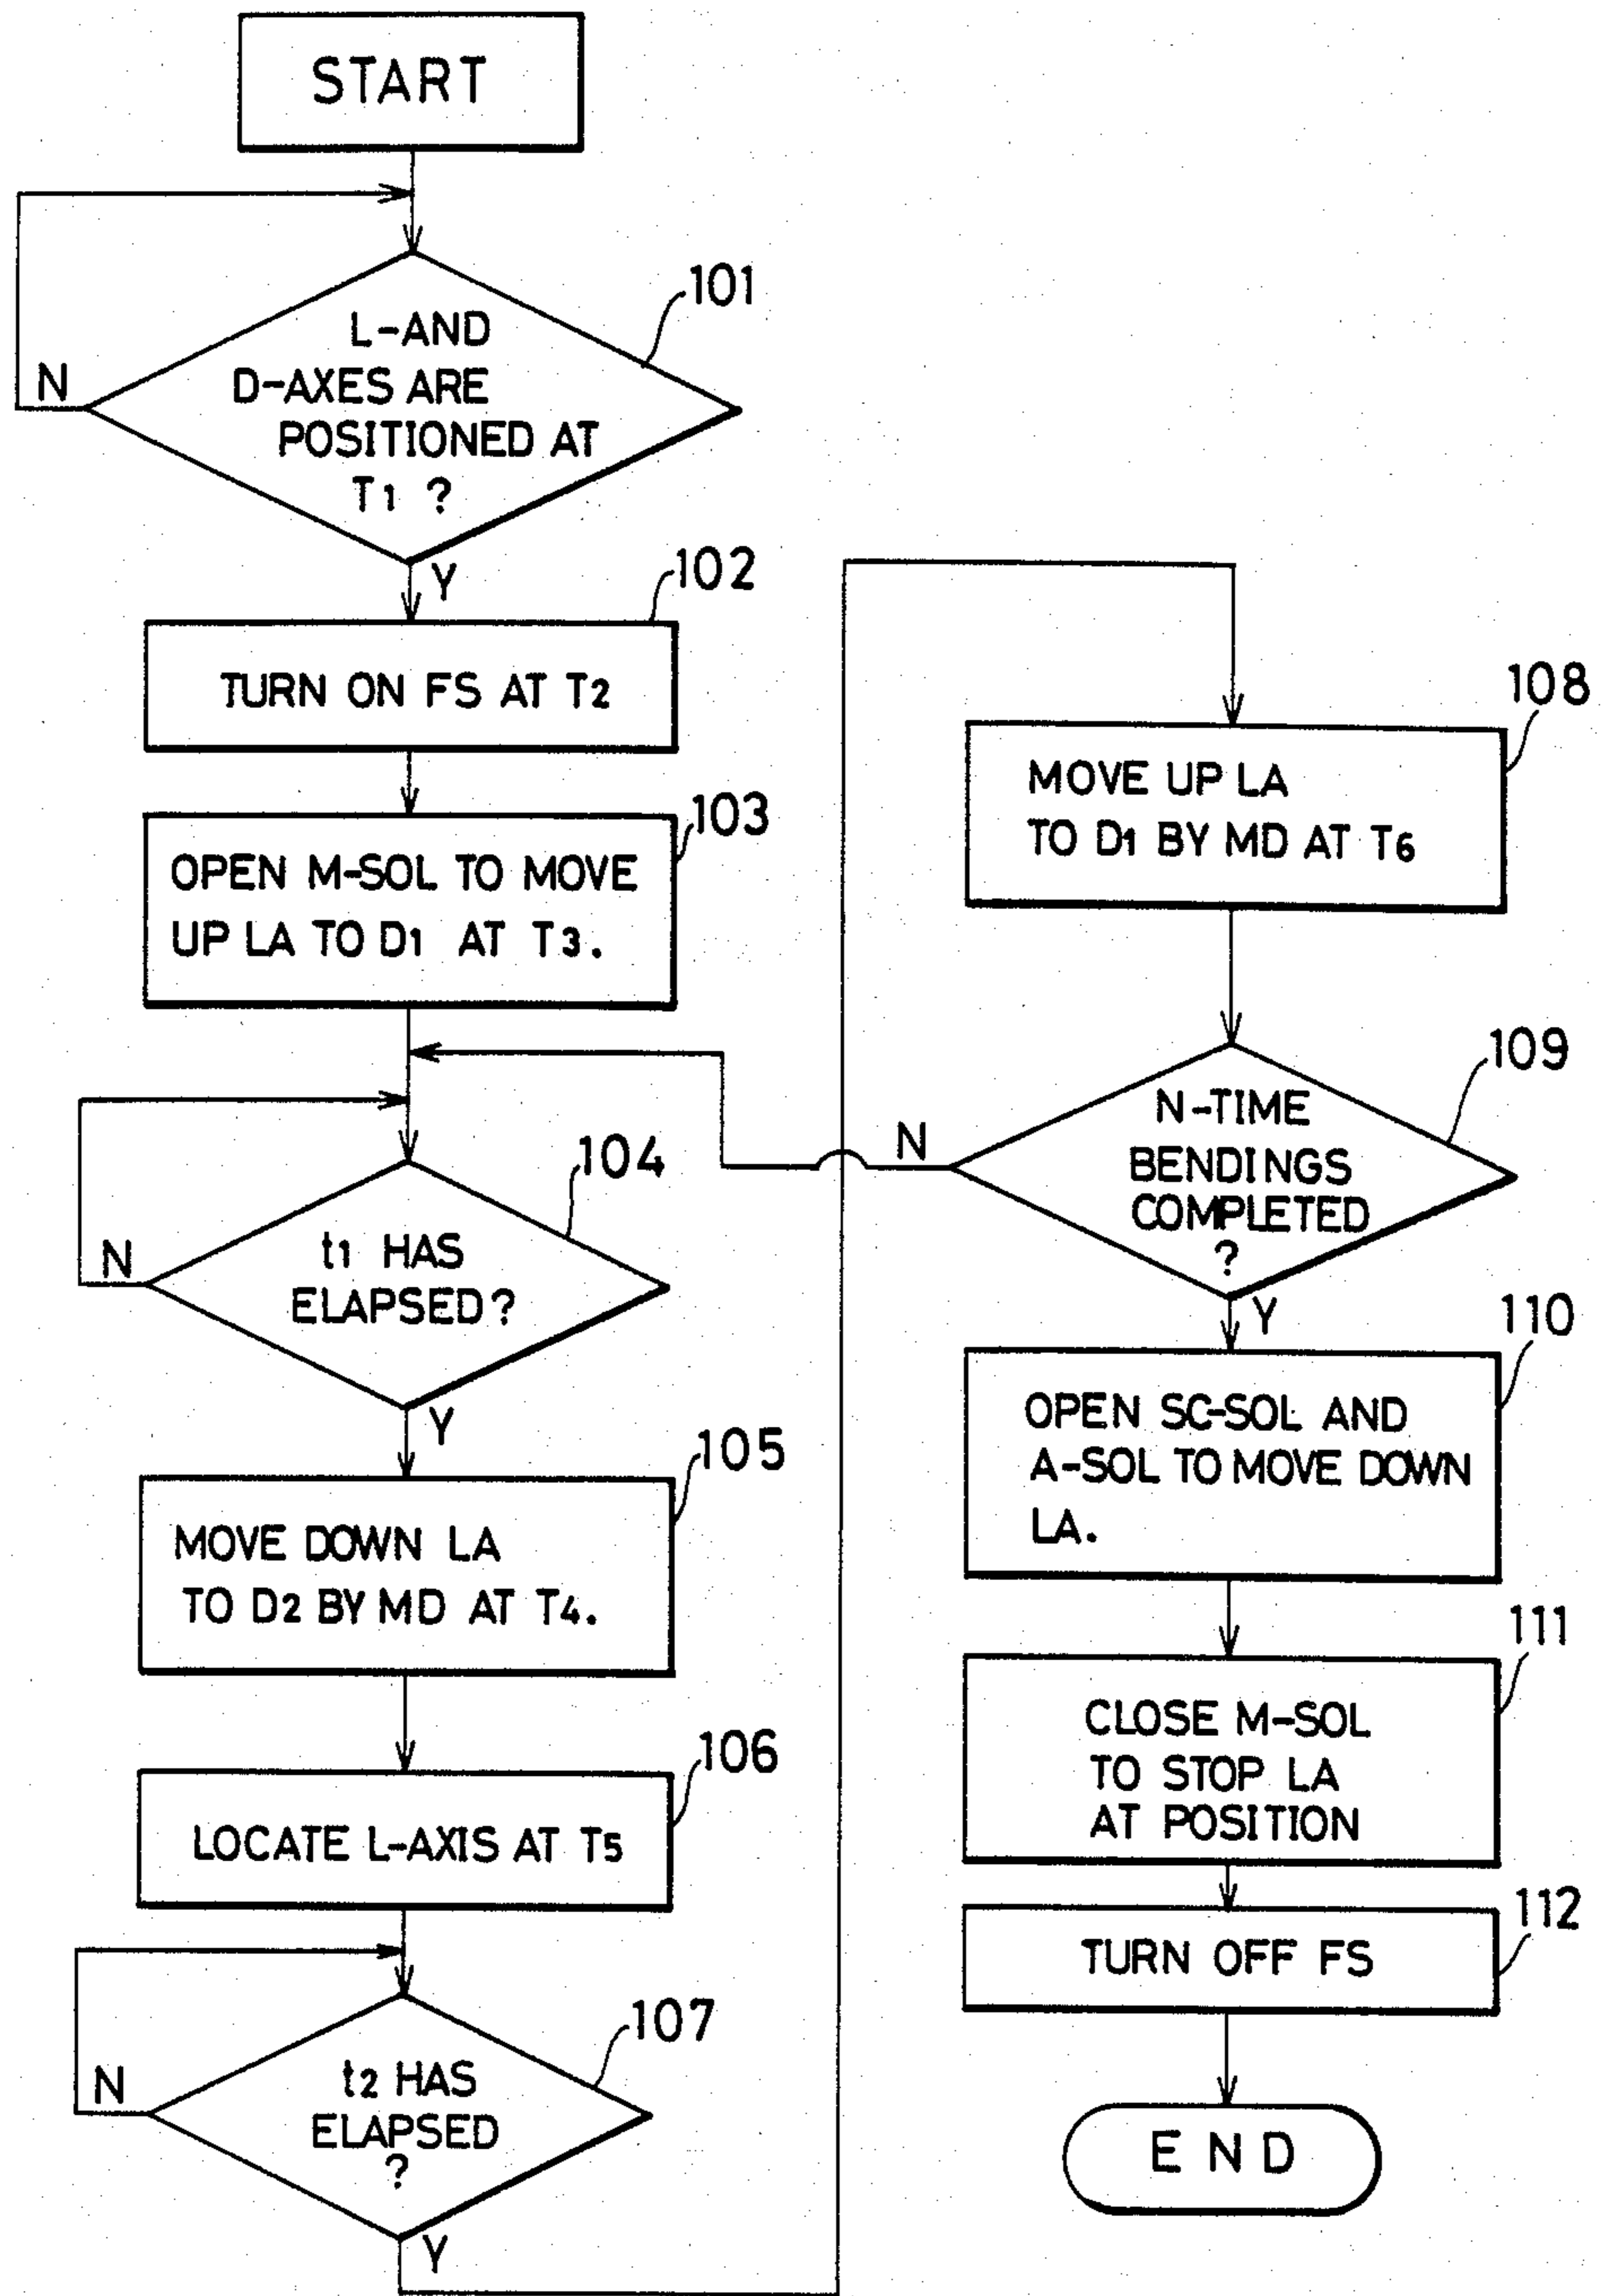 START
101
L-AND
D-AXES ARE
POSITIONED AT
T1 ?
N
Y
102
TURN ON FS AT T2
103
OPEN M-SOL TO MOVE
UP LA TO D1 AT T3.
104
t1 HAS
ELAPSED?
N
Y
105
MOVE DOWN LA
TO D2 BY MD AT T4.
106
LOCATE L-AXIS AT T5
107
t2 HAS
ELAPSED
?
N
Y
108
MOVE UP LA
TO D1 BY MD AT T6
109
N-TIME
BENDINGS
COMPLETED
?
N
Y
110
OPEN SC-SOL AND
A-SOL TO MOVE DOWN
LA.
111
CLOSE M-SOL
TO STOP LA
AT POSITION
112
TURN OFF FS
END